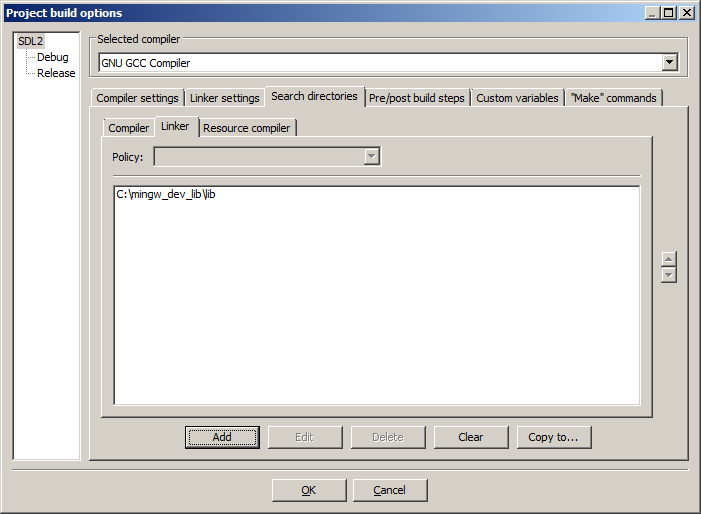 Project build options
SDL2
Debug
Release
Selected compiler
GNU GCC Compiler
Compiler settings Linker settings Search directories Pre/post build steps Custom variables "Make" commands
Compiler Linker Resource compiler
Policy:
C:\mingw_dev_lib\lib
Add Edit Delete Clear Copy to...
OK Cancel